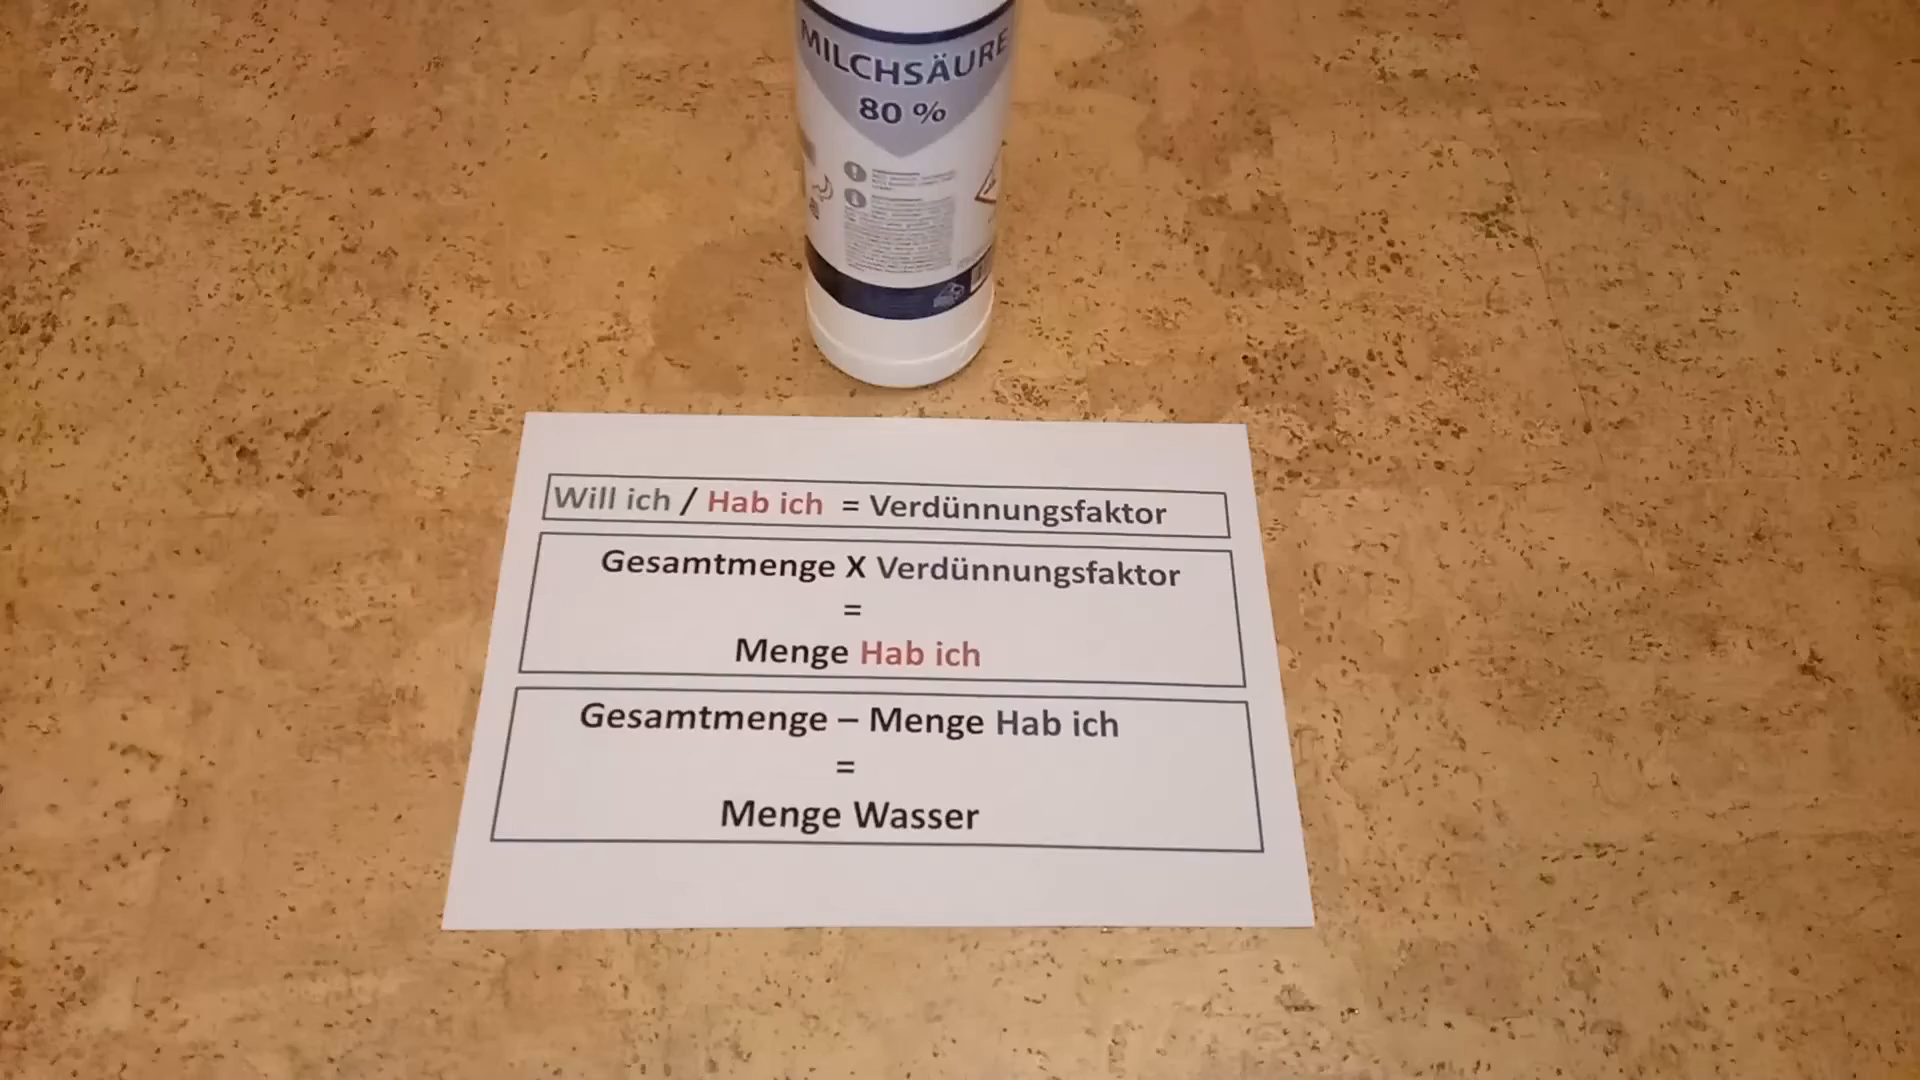 MILCHSÄURE
80 %
Will ich / Hab ich = Verdünnungsfaktor
Gesamtmenge X Verdünnungsfaktor
=
Menge Hab ich
Gesamtmenge – Menge Hab ich
=
Menge Wasser